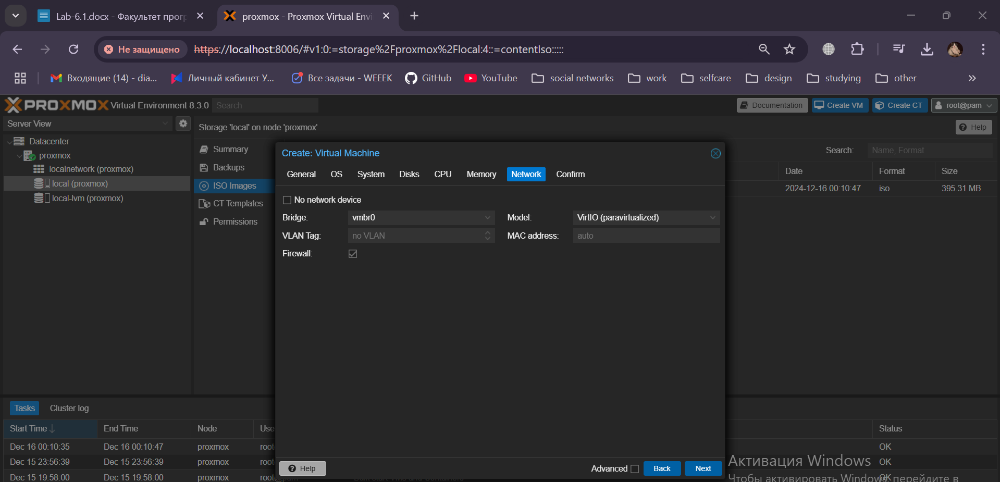 Lab-6.1.docx - Факультет прогр
proxmox - Proxmox Virtual Envi
Не защищено
https://localhost:8006/#v1:0:=storage%2Fproxmox%2Flocal:4::=contentIso:::::
Входящие (14) - dia...
Личный кабинет У...
Все задачи - WEEEK
GitHub
YouTube
social networks
work
selfcare
design
studying
other
PROXMOX Virtual Environment 8.3.0
Search
Documentation
Create VM
Create CT
root@pam
Server View
Storage 'local' on node 'proxmox'
Help
Datacenter
proxmox
localnetwork (proxmox)
local (proxmox)
local-lvm (proxmox)
Summary
Backups
ISO Images
CT Templates
Permissions
Search:
Name, Format
Date
Format
Size
2024-12-16 00:10:47
iso
395.31 MB
Create: Virtual Machine
General
OS
System
Disks
CPU
Memory
Network
Confirm
No network device
Bridge:
vmbr0
Model:
VirtIO (paravirtualized)
VLAN Tag:
no VLAN
MAC address:
auto
Firewall:
Help
Advanced
Back
Next
Tasks
Cluster log
Start Time
End Time
Node
Use
Status
Dec 16 00:10:35
Dec 16 00:10:47
proxmox
root
OK
Dec 15 23:56:39
Dec 15 23:56:39
proxmox
root
OK
Dec 15 19:58:00
Dec 15 19:58:00
proxmox
root@pam
OK
Активация Windows
Чтобы активировать Windows, перейдите в